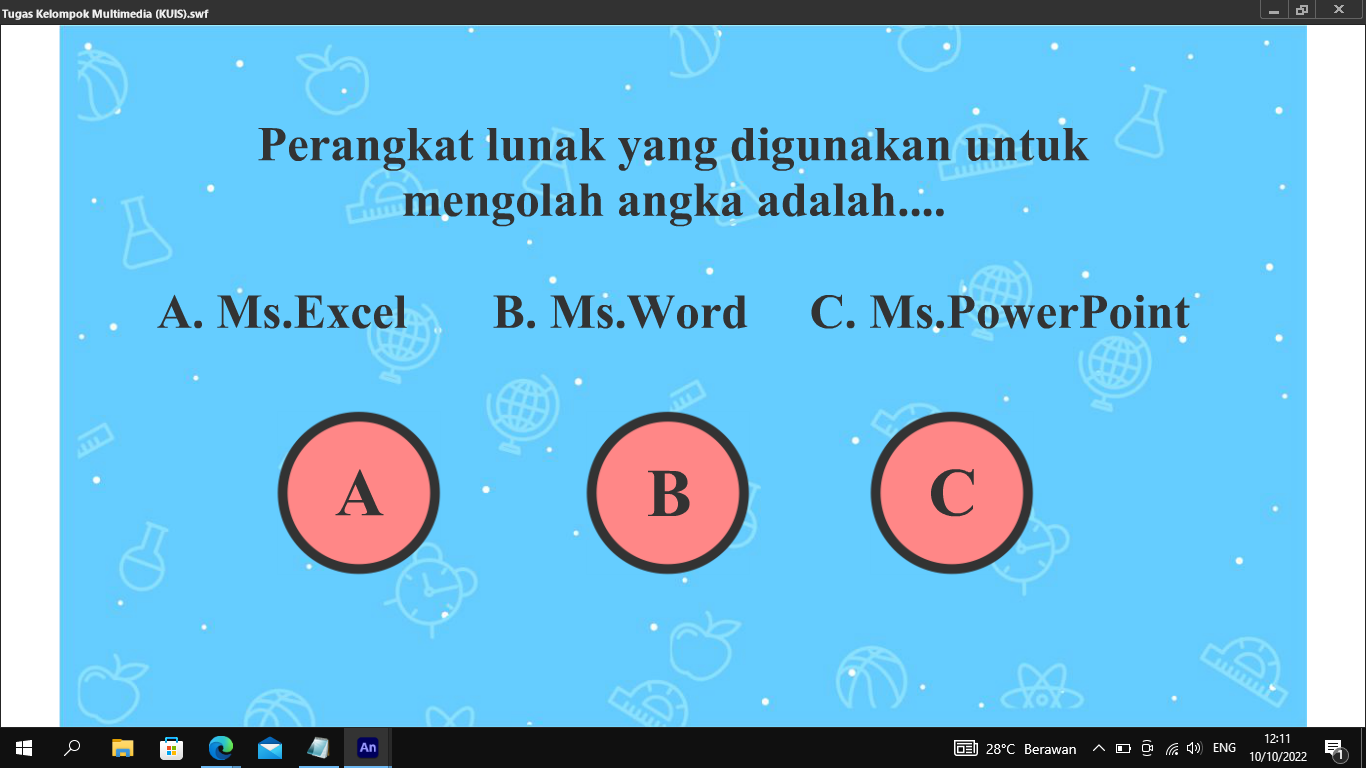 Tugas Kelompok Multimedia (KUIS).swf
Perangkat lunak yang digunakan untuk
mengolah angka adalah....
A. Ms.Excel B. Ms.Word C. Ms.PowerPoint
A B C
An 28°C Berawan ENG 12:11
10/10/2022 1